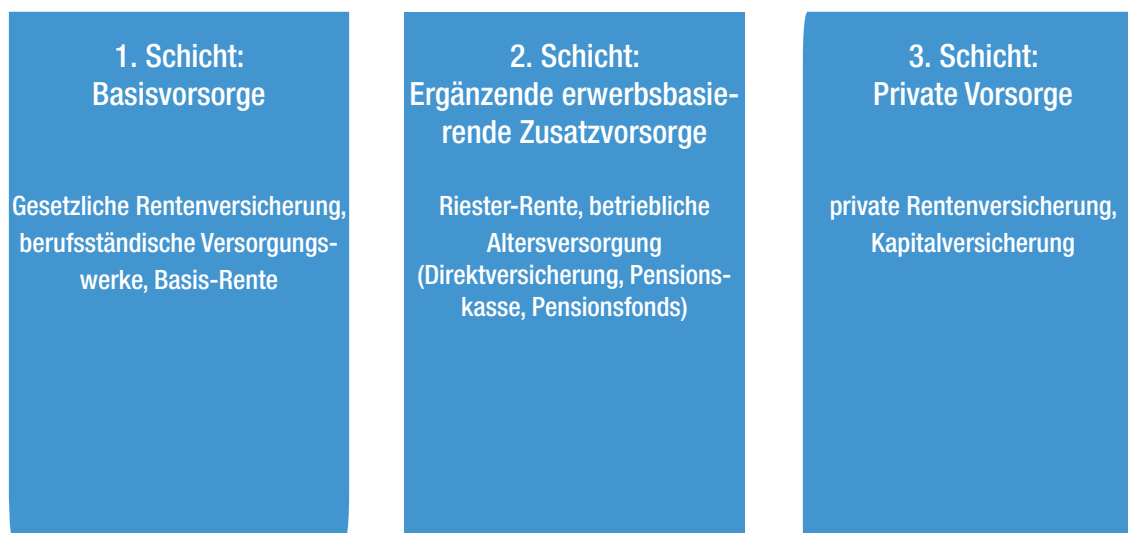 1. Schicht:
Basisvorsorge
Gesetzliche Rentenversicherung,
berufsständische Versorgungs-
werke, Basis-Rente
2. Schicht:
Ergänzende erwerbsbasie-
rende Zusatzvorsorge
Riester-Rente, betriebliche
Altersversorgung
(Direktversicherung, Pensions-
kasse, Pensionsfonds)
3. Schicht:
Private Vorsorge
private Rentenversicherung,
Kapitalversicherung